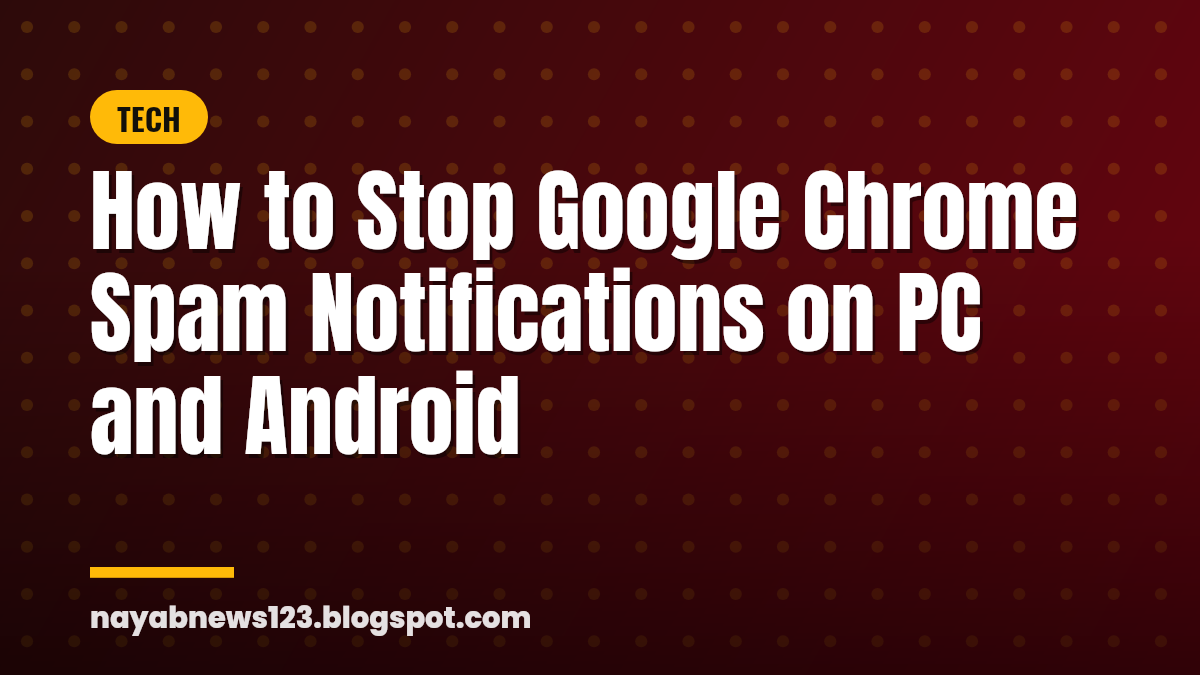 TECH
How to Stop Google Chrome
Spam Notifications on PC
and Android
nayabnews123.blogspot.com